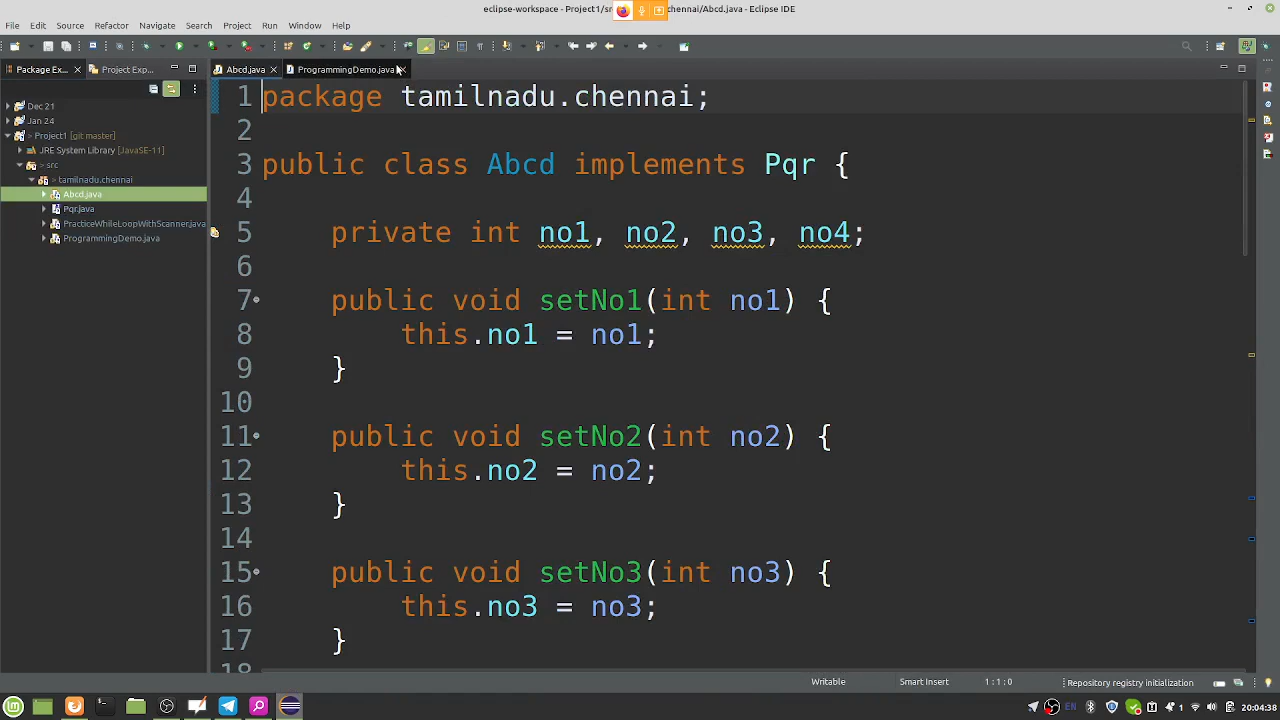 eclipse-workspace - Project1/sr
chennai/Abcd.java - Eclipse IDE
File Edit Source Refactor Navigate Search Project Run Window Help
Package Ex... Project Exp...
Abcd.java ProgrammingDemo.java
Dec 21
Jan 24
Project1 [git master]
JRE System Library [JavaSE-11]
src
tamilnadu.chennai
Abcd.java
Pqr.java
PracticeWhileLoopWithScanner.java
ProgrammingDemo.java
1 package tamilnadu.chennai;
2
3 public class Abcd implements Pqr {
4
5 private int no1, no2, no3, no4;
6
7 public void setNo1(int no1) {
8 this.no1 = no1;
9 }
10
11 public void setNo2(int no2) {
12 this.no2 = no2;
13 }
14
15 public void setNo3(int no3) {
16 this.no3 = no3;
17 }
18
Writable Smart Insert 1 : 1 : 0 Repository registry initialization
EN 1 20:04:38